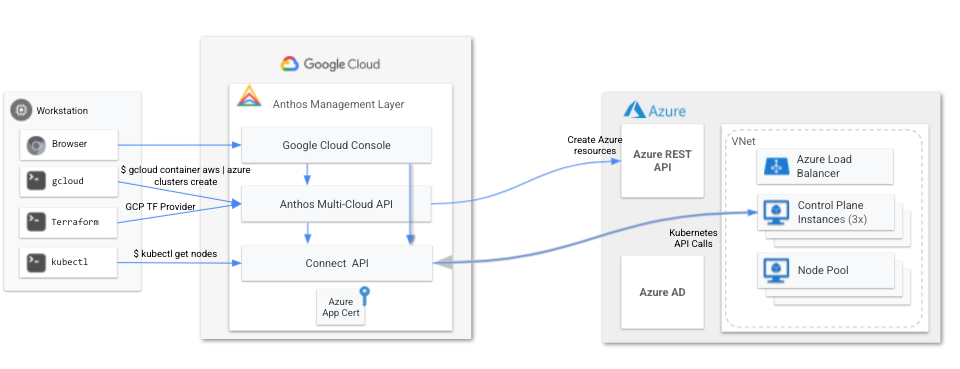 Google Cloud
Anthos Management Layer
Workstation
Browser
gcloud
Terraform
kubectl
$ gcloud container aws | azure
clusters create
GCP TF Provider
$ kubectl get nodes
Google Cloud Console
Anthos Multi-Cloud API
Connect API
Azure
App Cert
Create Azure
resources
Kubernetes
API Calls
Azure
Azure REST
API
Azure AD
VNet
Azure Load
Balancer
Control Plane
Instances (3x)
Node Pool